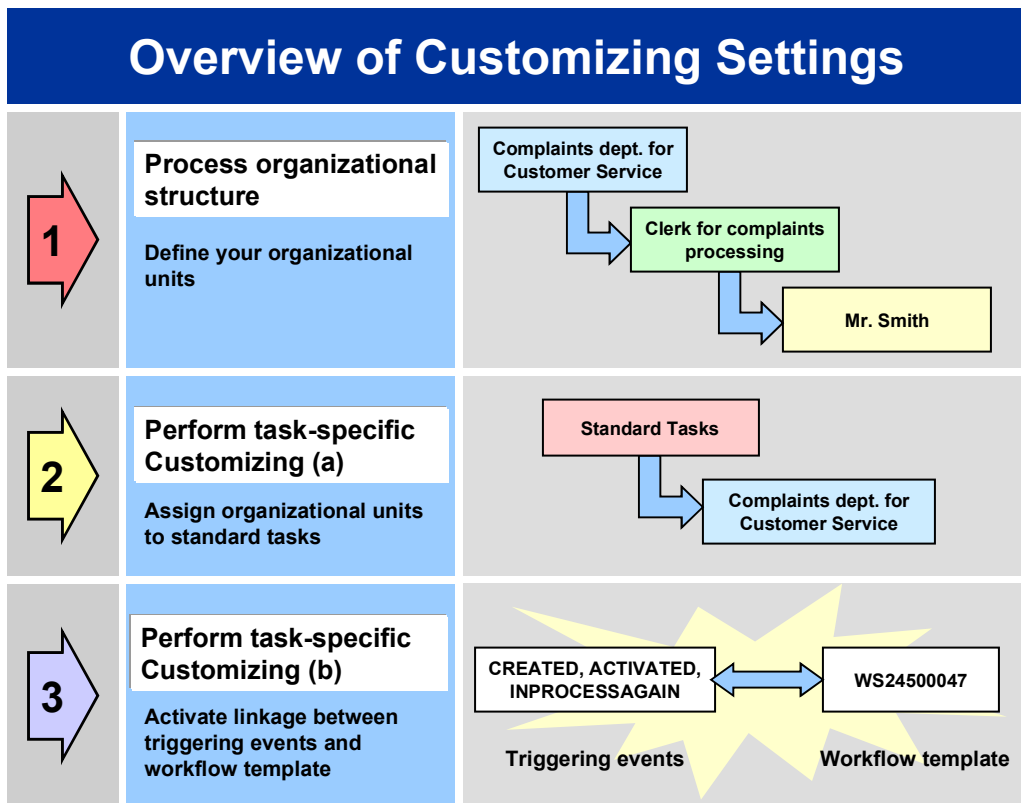 Overview of Customizing Settings
1
Process organizational
structure
Define your organizational
units
Complaints dept. for
Customer Service
Clerk for complaints
processing
Mr. Smith
2
Perform task-specific
Customizing (a)
Assign organizational units
to standard tasks
Standard Tasks
Complaints dept. for
Customer Service
3
Perform task-specific
Customizing (b)
Activate linkage between
triggering events and
workflow template
CREATED, ACTIVATED,
INPROCESSAGAIN
WS24500047
Triggering events
Workflow template